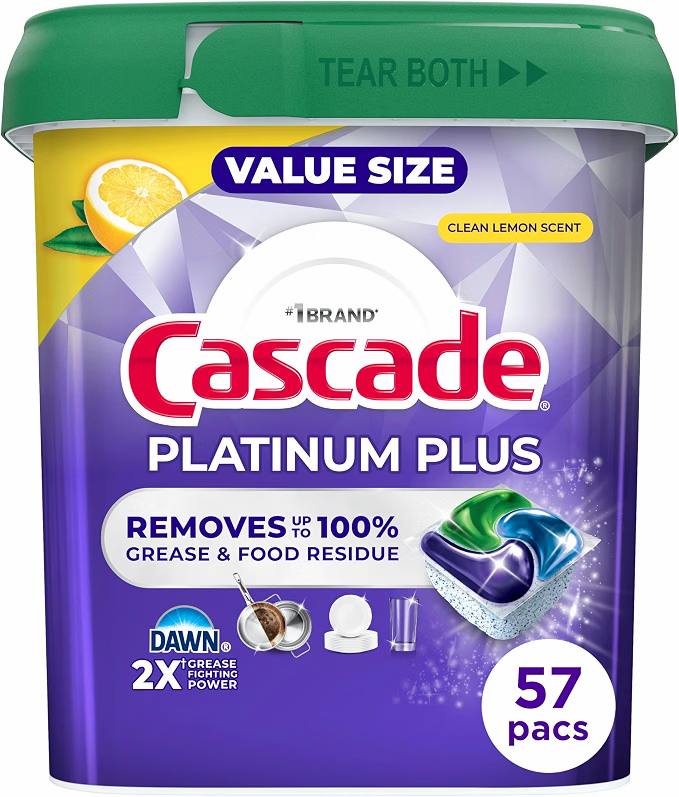 TEAR BOTH ▶▶
VALUE SIZE
CLEAN LEMON SCENT
#1 BRAND*
Cascade®
PLATINUM PLUS
REMOVES UP TO 100%
GREASE & FOOD RESIDUE
DAWN®
2X† GREASE
FIGHTING
POWER
57
pacs